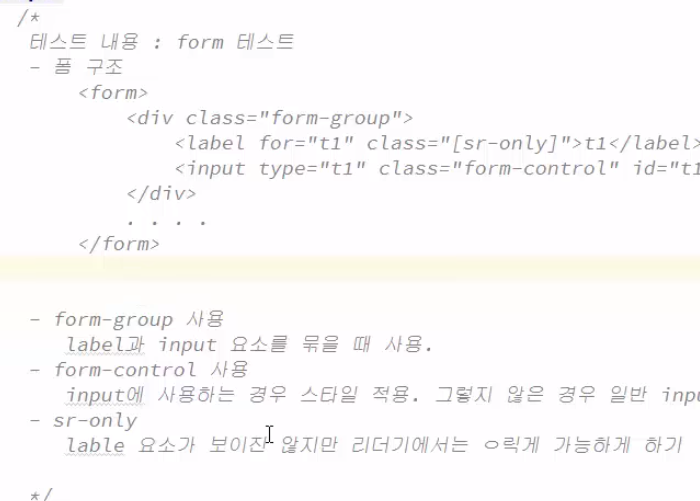 /*
테스트 내용 : form 테스트
- 폼 구조
<form>
<div class="form-group">
<label for="t1" class="[sr-only]">t1</label>
<input type="t1" class="form-control" id="t1
</div>
. . . .
</form>
- form-group 사용
label과 input 요소를 묶을 때 사용.
- form-control 사용
input에 사용하는 경우 스타일 적용. 그렇지 않은 경우 일반 inpu
- sr-only
lable 요소가 보이진 않지만 리더기에서는 ㅇ릭게 가능하게 하기
*/